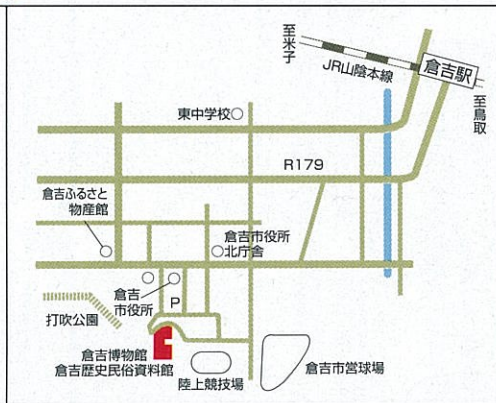 至米子
JR山陰本線
倉吉駅
至鳥取
東中学校
R179
倉吉ふるさと
物産館
倉吉市役所
北庁舎
倉吉
市役所
P
打吹公園
倉吉博物館
倉吉歴史民俗資料館
陸上競技場
倉吉市営球場